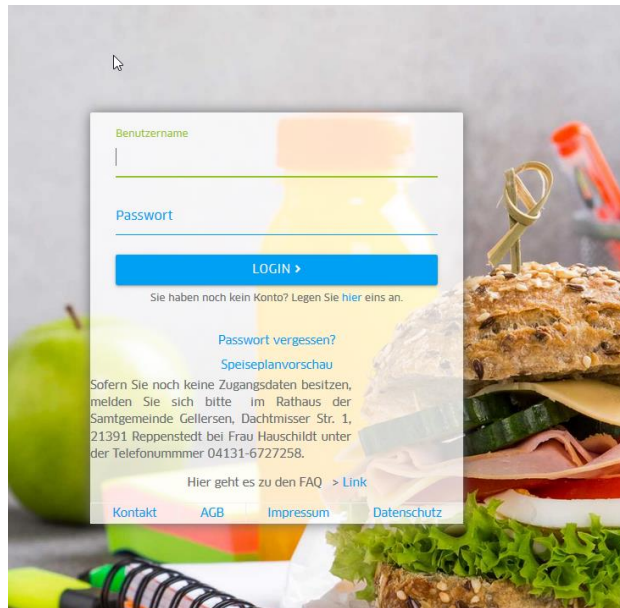 Benutzername
Passwort
LOGIN >
Sie haben noch kein Konto? Legen Sie hier eins an.
Passwort vergessen?
Speiseplanvorschau
Sofern Sie noch keine Zugangsdaten besitzen,
melden Sie sich bitte im Rathaus der
Samtgemeinde Gellersen, Dachtmisser Str. 1,
21391 Reppenstedt bei Frau Hauschildt unter
der Telefonummmer 04131-6727258.
Hier geht es zu den FAQ > Link
Kontakt AGB Impressum Datenschutz